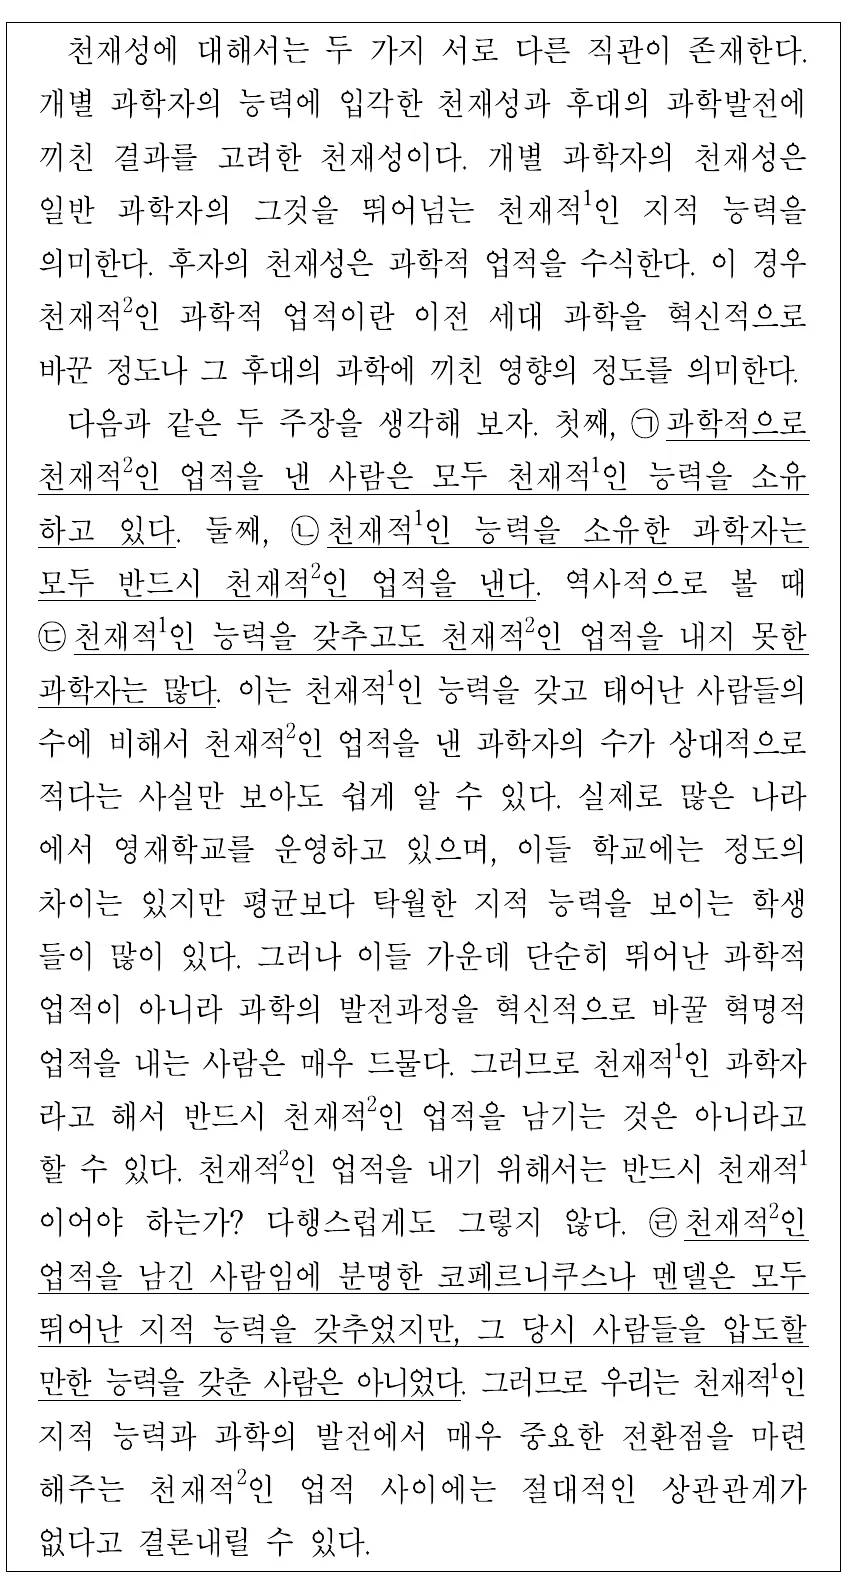 천재성에 대해서는 두 가지 서로 다른 직관이 존재한다.
개별 과학자의 능력에 입각한 천재성과 후대의 과학발전에
끼친 결과를 고려한 천재성이다. 개별 과학자의 천재성은
일반 과학자의 그것을 뛰어넘는 천재적¹인 지적 능력을
의미한다. 후자의 천재성은 과학적 업적을 수식한다. 이 경우
천재적²인 과학적 업적이란 이전 세대 과학을 혁신적으로
바꾼 정도나 그 후대의 과학에 끼친 영향의 정도를 의미한다.
다음과 같은 두 주장을 생각해 보자. 첫째, ㉠과학적으로
천재적²인 업적을 낸 사람은 모두 천재적¹인 능력을 소유
하고 있다. 둘째, ㉡천재적¹인 능력을 소유한 과학자는
모두 반드시 천재적²인 업적을 낸다. 역사적으로 볼 때
㉢천재적¹인 능력을 갖추고도 천재적²인 업적을 내지 못한
과학자는 많다. 이는 천재적¹인 능력을 갖고 태어난 사람들의
수에 비해서 천재적²인 업적을 낸 과학자의 수가 상대적으로
적다는 사실만 보아도 쉽게 알 수 있다. 실제로 많은 나라
에서 영재학교를 운영하고 있으며, 이들 학교에는 정도의
차이는 있지만 평균보다 탁월한 지적 능력을 보이는 학생
들이 많이 있다. 그러나 이들 가운데 단순히 뛰어난 과학적
업적이 아니라 과학의 발전과정을 혁신적으로 바꿀 혁명적
업적을 내는 사람은 매우 드물다. 그러므로 천재적¹인 과학자
라고 해서 반드시 천재적²인 업적을 남기는 것은 아니라고
할 수 있다. 천재적²인 업적을 내기 위해서는 반드시 천재적¹
이어야 하는가? 다행스럽게도 그렇지 않다. ㉣천재적²인
업적을 남긴 사람임에 분명한 코페르니쿠스나 멘델은 모두
뛰어난 지적 능력을 갖추었지만, 그 당시 사람들을 압도할
만한 능력을 갖춘 사람은 아니었다. 그러므로 우리는 천재적¹인
지적 능력과 과학의 발전에서 매우 중요한 전환점을 마련
해주는 천재적²인 업적 사이에는 절대적인 상관관계가
없다고 결론내릴 수 있다.